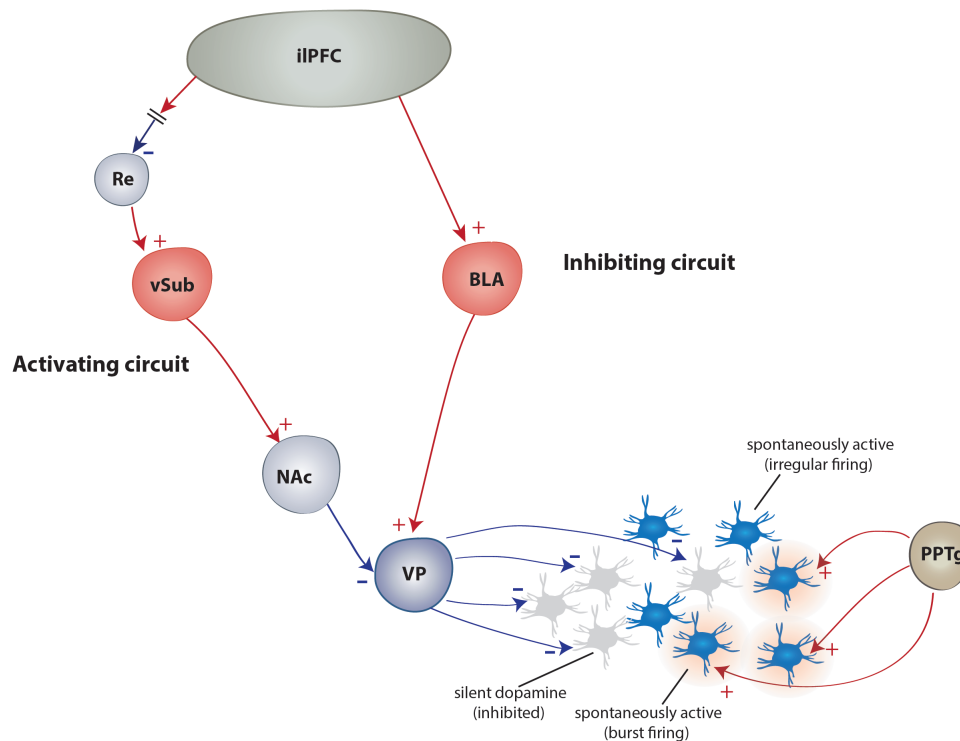 ilPFC
Re
vSub
BLA
Inhibiting circuit
Activating circuit
NAc
spontaneously active
(irregular firing)
VP
PPTg
silent dopamine
(inhibited)
spontaneously active
(burst firing)
−
+
+
+
+
−
−
−
−
−
+
+
+